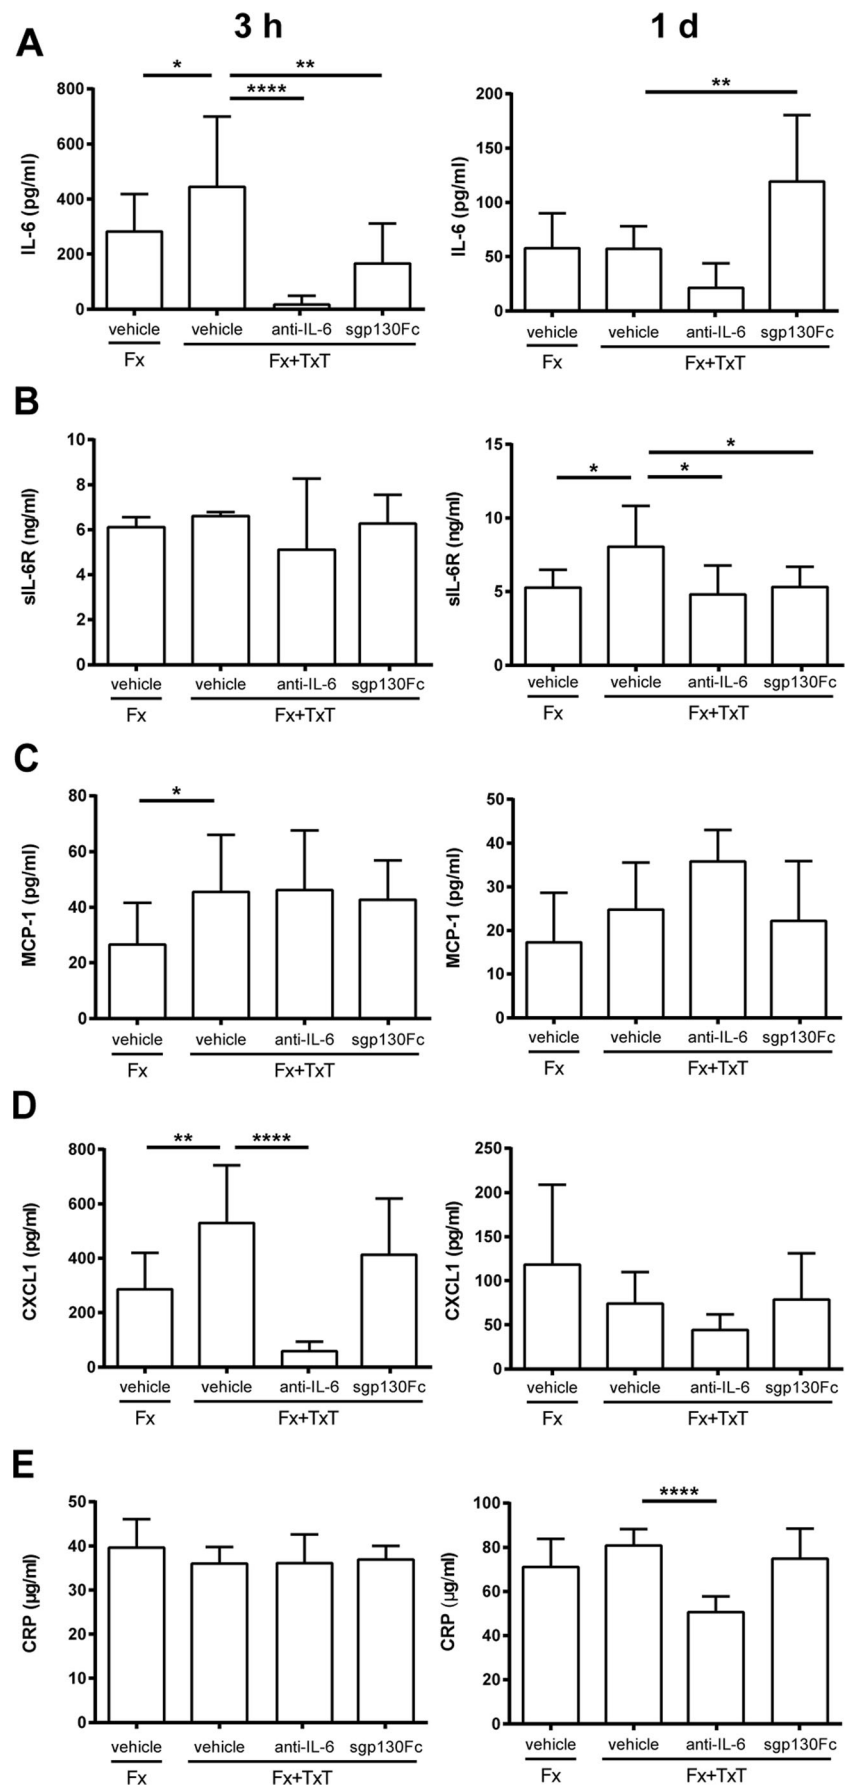 3 h 1 d
A
* ** ****
IL-6 (pg/ml)
800
600
400
200
0
vehicle vehicle anti-IL-6 sgp130Fc
Fx Fx+TxT
**
IL-6 (pg/ml)
200
150
100
50
0
vehicle vehicle anti-IL-6 sgp130Fc
Fx Fx+TxT
B
sIL-6R (ng/ml)
10
8
6
4
2
0
vehicle vehicle anti-IL-6 sgp130Fc
Fx Fx+TxT
* * *
sIL-6R (ng/ml)
15
10
5
0
vehicle vehicle anti-IL-6 sgp130Fc
Fx Fx+TxT
C
*
MCP-1 (pg/ml)
80
60
40
20
0
vehicle vehicle anti-IL-6 sgp130Fc
Fx Fx+TxT
MCP-1 (pg/ml)
50
40
30
20
10
0
vehicle vehicle anti-IL-6 sgp130Fc
Fx Fx+TxT
D
** ****
CXCL1 (pg/ml)
800
600
400
200
0
vehicle vehicle anti-IL-6 sgp130Fc
Fx Fx+TxT
CXCL1 (pg/ml)
250
200
150
100
50
0
vehicle vehicle anti-IL-6 sgp130Fc
Fx Fx+TxT
E
CRP (µg/ml)
50
40
30
20
10
0
vehicle vehicle anti-IL-6 sgp130Fc
Fx Fx+TxT
****
CRP (µg/ml)
100
80
60
40
20
0
vehicle vehicle anti-IL-6 sgp130Fc
Fx Fx+TxT